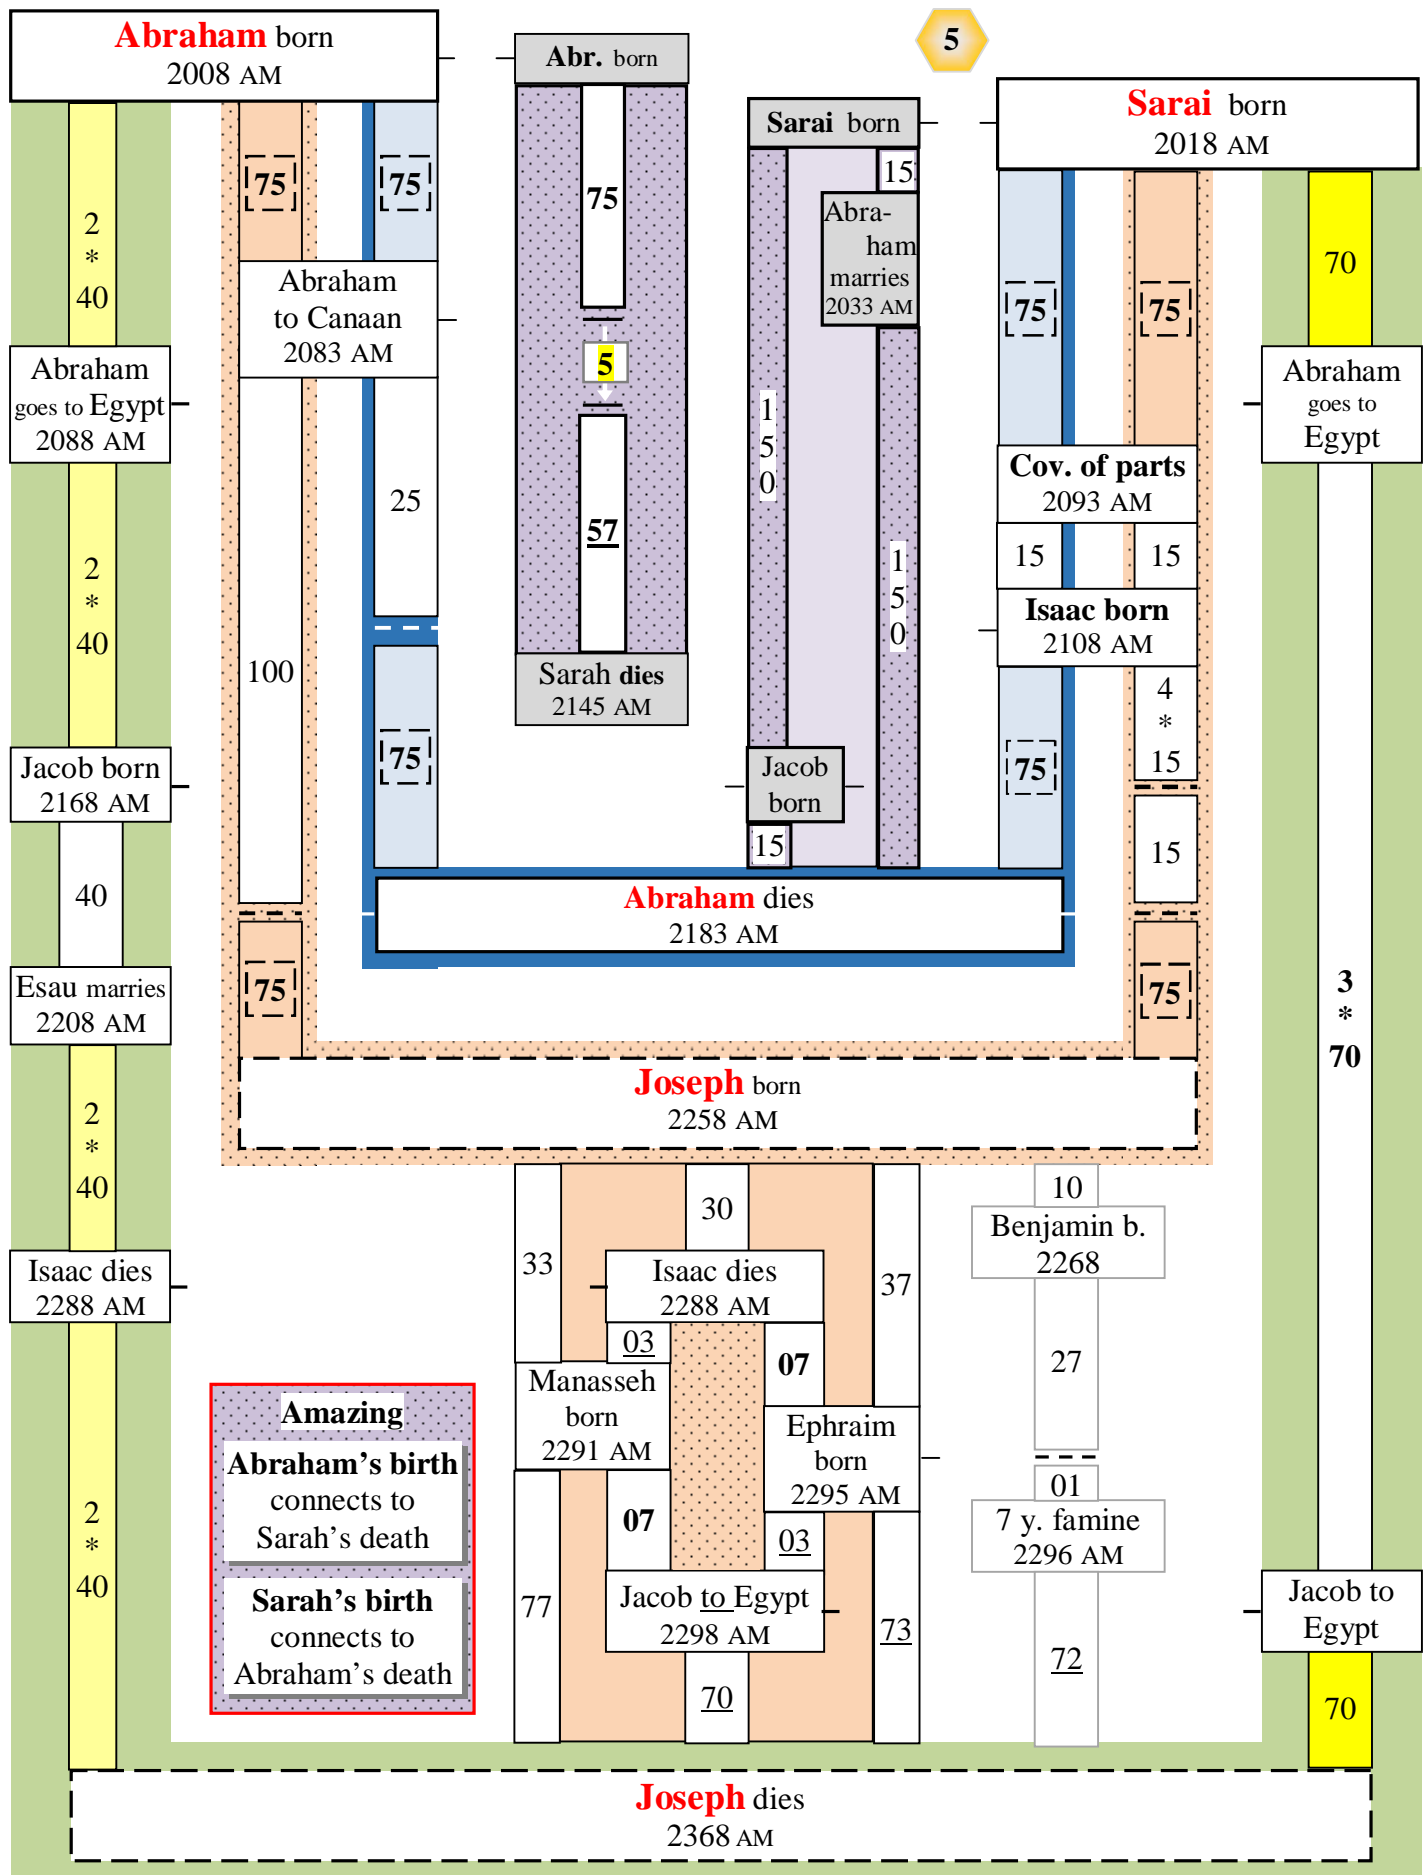 Abraham born
2008 AM
Abr. born
5
Sarai born
Sarai born
2018 AM
75
75
75
15
Abra-
ham
marries
2033 AM
2
*
40
Abraham
to Canaan
2083 AM
75
75
70
5
Abraham
goes to Egypt
2088 AM
Abraham
goes to
Egypt
150
Cov. of parts
2093 AM
25
57
15
15
2
*
40
150
Isaac born
2108 AM
100
Sarah dies
2145 AM
4
*
15
75
75
Jacob born
2168 AM
Jacob
born
15
15
40
Abraham dies
2183 AM
Esau marries
2208 AM
75
75
3
*
70
Joseph born
2258 AM
2
*
40
33
30
37
10
Benjamin b.
2268
Isaac dies
2288 AM
Isaac dies
2288 AM
03
07
27
Manasseh
born
2291 AM
Ephraim
born
2295 AM
Amazing
Abraham's birth
connects to
Sarah's death
Sarah's birth
connects to
Abraham's death
01
7 y. famine
2296 AM
2
*
40
07
03
77
Jacob to Egypt
2298 AM
73
72
Jacob to
Egypt
70
70
Joseph dies
2368 AM